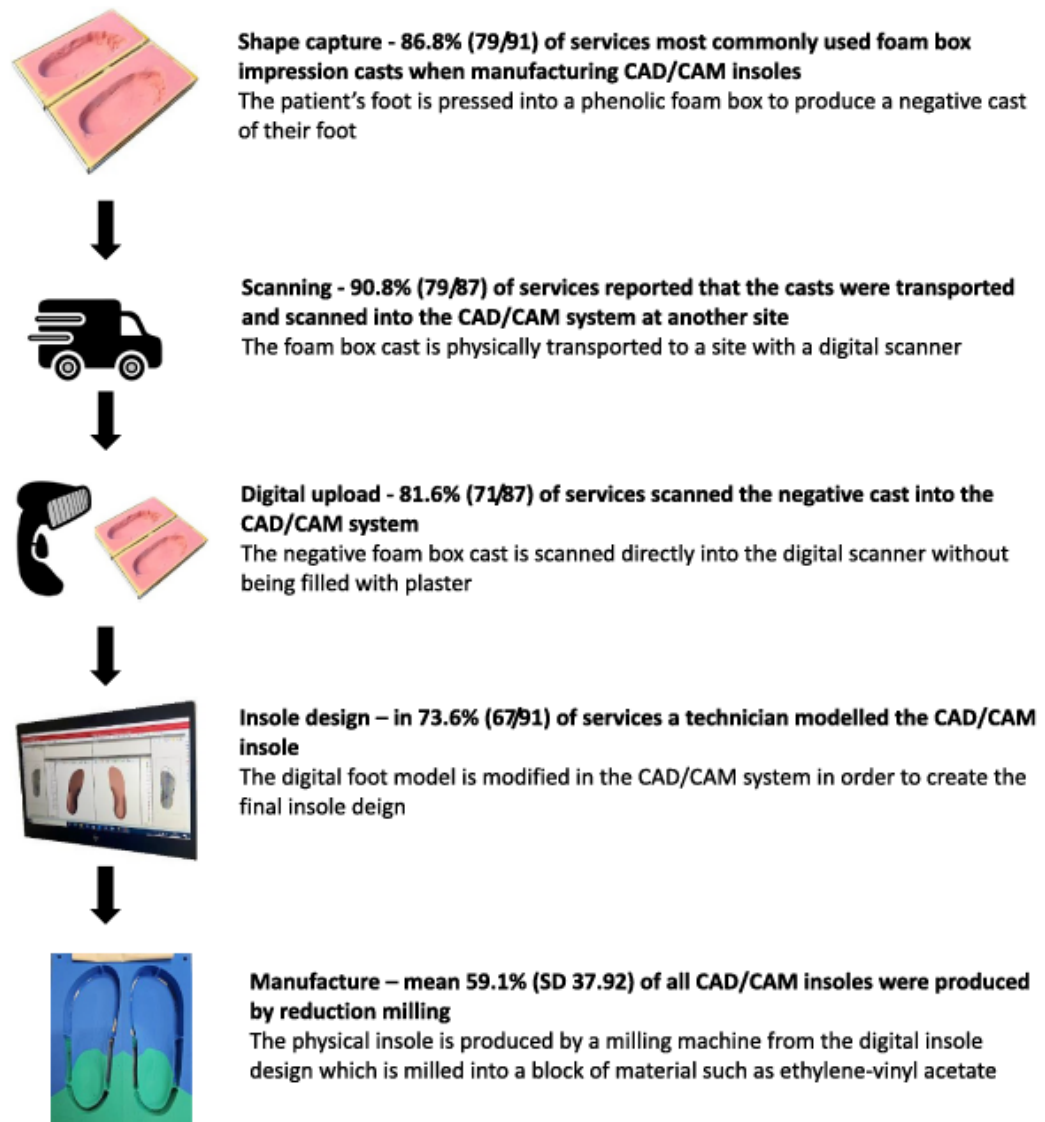 Shape capture - 86.8% (79/91) of services most commonly used foam box
impression casts when manufacturing CAD/CAM insoles
The patient's foot is pressed into a phenolic foam box to produce a negative cast
of their foot
Scanning - 90.8% (79/87) of services reported that the casts were transported
and scanned into the CAD/CAM system at another site
The foam box cast is physically transported to a site with a digital scanner
Digital upload - 81.6% (71/87) of services scanned the negative cast into the
CAD/CAM system
The negative foam box cast is scanned directly into the digital scanner without
being filled with plaster
Insole design – in 73.6% (67/91) of services a technician modelled the CAD/CAM
insole
The digital foot model is modified in the CAD/CAM system in order to create the
final insole deign
Manufacture – mean 59.1% (SD 37.92) of all CAD/CAM insoles were produced
by reduction milling
The physical insole is produced by a milling machine from the digital insole
design which is milled into a block of material such as ethylene-vinyl acetate